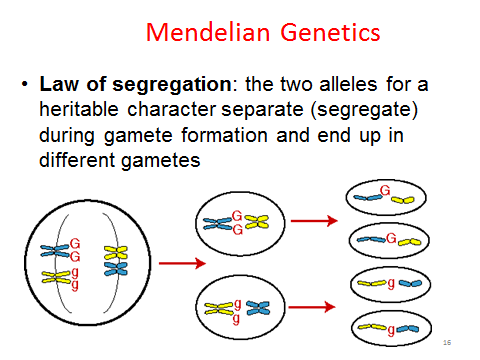 Mendelian Genetics
• Law of segregation: the two alleles for a
heritable character separate (segregate)
during gamete formation and end up in
different gametes
G
G
g
g
G
G
g
g
G
G
g
g
16